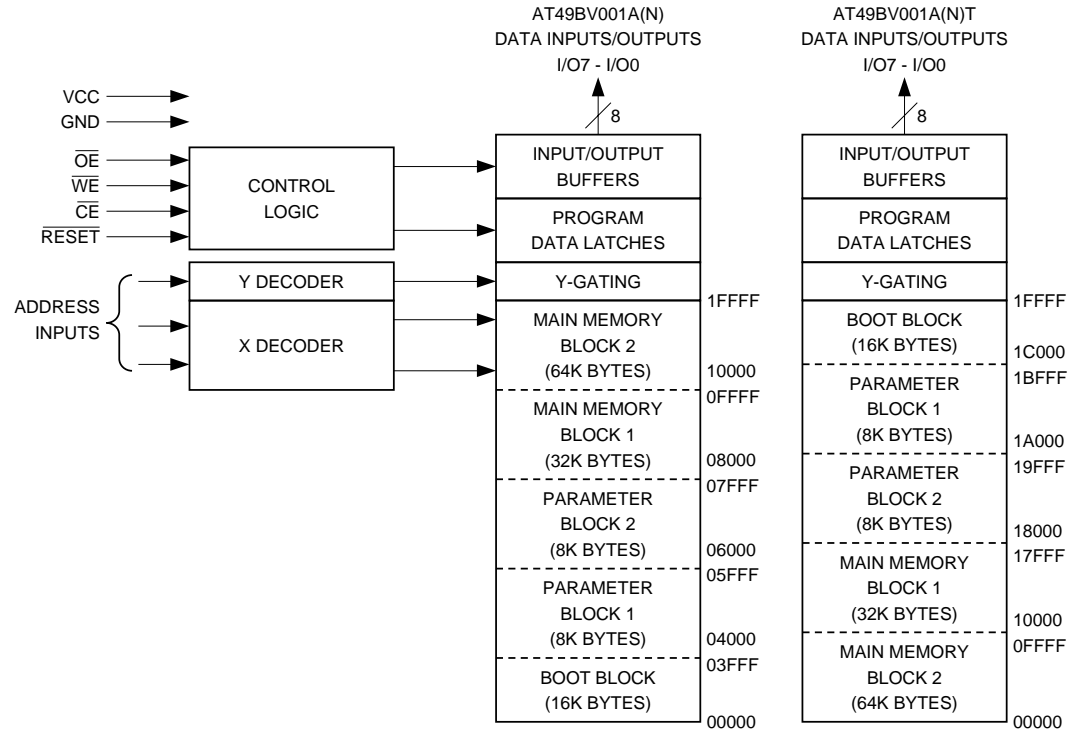 AT49BV001A(N)
DATA INPUTS/OUTPUTS
I/O7 - I/O0
8
AT49BV001A(N)T
DATA INPUTS/OUTPUTS
I/O7 - I/O0
8
VCC
GND
OE
WE
CE
RESET
ADDRESS
INPUTS
CONTROL
LOGIC
Y DECODER
X DECODER
INPUT/OUTPUT
BUFFERS
PROGRAM
DATA LATCHES
Y-GATING
1FFFF
MAIN MEMORY
BLOCK 2
(64K BYTES)
10000
0FFFF
MAIN MEMORY
BLOCK 1
(32K BYTES)
08000
07FFF
PARAMETER
BLOCK 2
(8K BYTES)
06000
05FFF
PARAMETER
BLOCK 1
(8K BYTES)
04000
03FFF
BOOT BLOCK
(16K BYTES)
00000
INPUT/OUTPUT
BUFFERS
PROGRAM
DATA LATCHES
Y-GATING
1FFFF
BOOT BLOCK
(16K BYTES)
1C000
1BFFF
PARAMETER
BLOCK 1
(8K BYTES)
1A000
19FFF
PARAMETER
BLOCK 2
(8K BYTES)
18000
17FFF
MAIN MEMORY
BLOCK 1
(32K BYTES)
10000
0FFFF
MAIN MEMORY
BLOCK 2
(64K BYTES)
00000